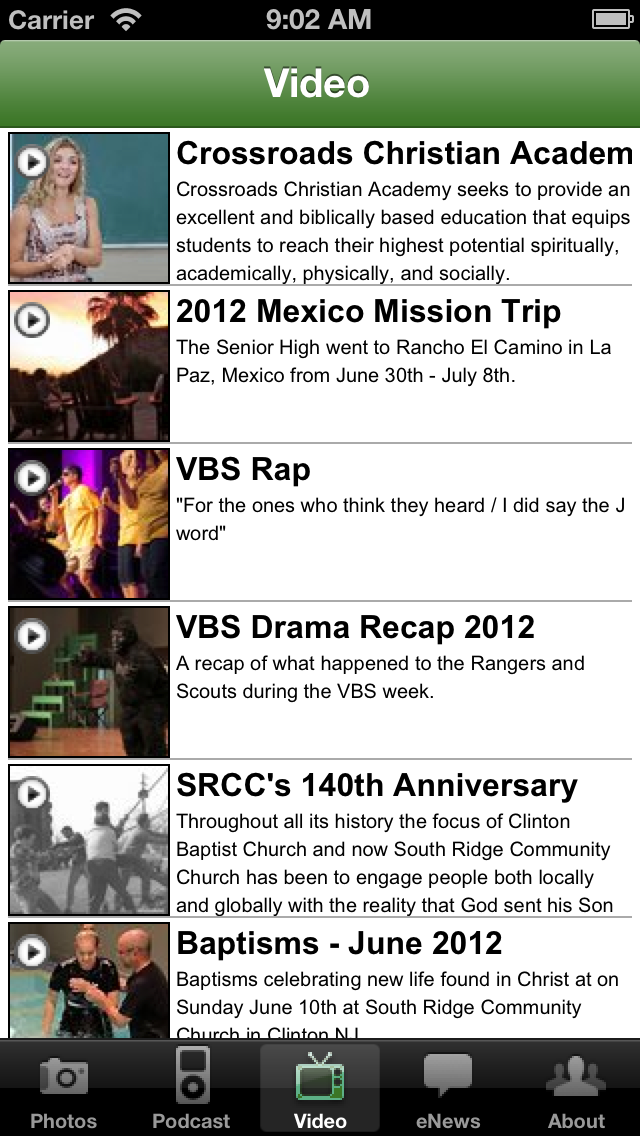 Carrier 9:02 AM
Video
Crossroads Christian Academ
Crossroads Christian Academy seeks to provide an
excellent and biblically based education that equips
students to reach their highest potential spiritually,
academically, physically, and socially.
2012 Mexico Mission Trip
The Senior High went to Rancho El Camino in La
Paz, Mexico from June 30th - July 8th.
VBS Rap
"For the ones who think they heard / I did say the J
word"
VBS Drama Recap 2012
A recap of what happened to the Rangers and
Scouts during the VBS week.
SRCC's 140th Anniversary
Throughout all its history the focus of Clinton
Baptist Church and now South Ridge Community
Church has been to engage people both locally
and globally with the reality that God sent his Son
Baptisms - June 2012
Baptisms celebrating new life found in Christ at on
Sunday June 10th at South Ridge Community
Church in Clinton NJ
Photos Podcast Video eNews About